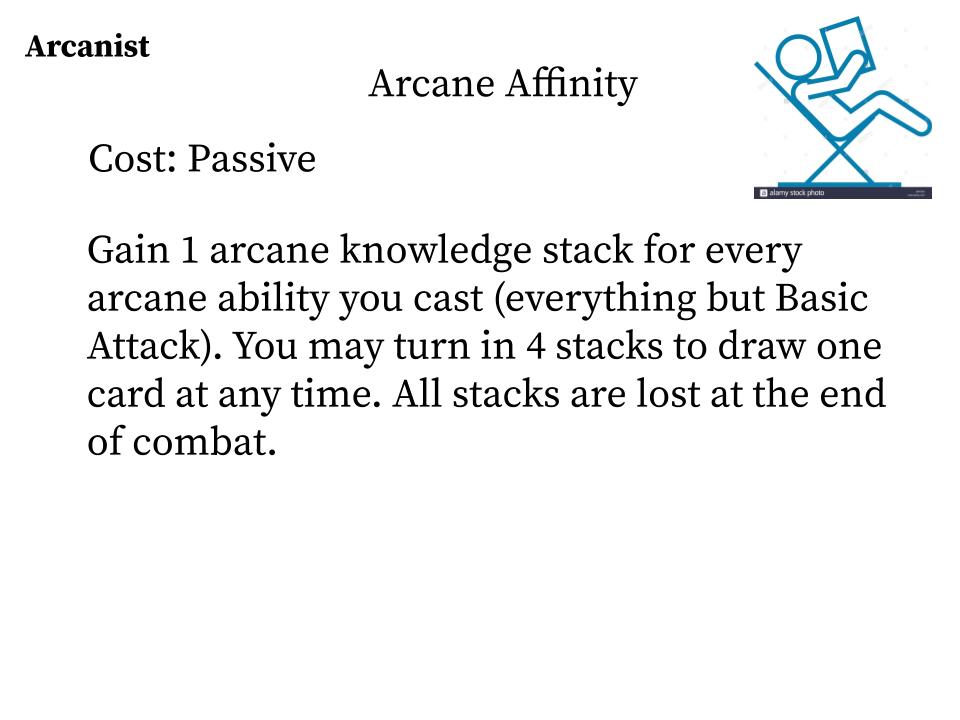 Arcanist
Arcane Affinity
Cost: Passive
Gain 1 arcane knowledge stack for every
arcane ability you cast (everything but Basic
Attack). You may turn in 4 stacks to draw one
card at any time. All stacks are lost at the end
of combat.
alamy stock photo